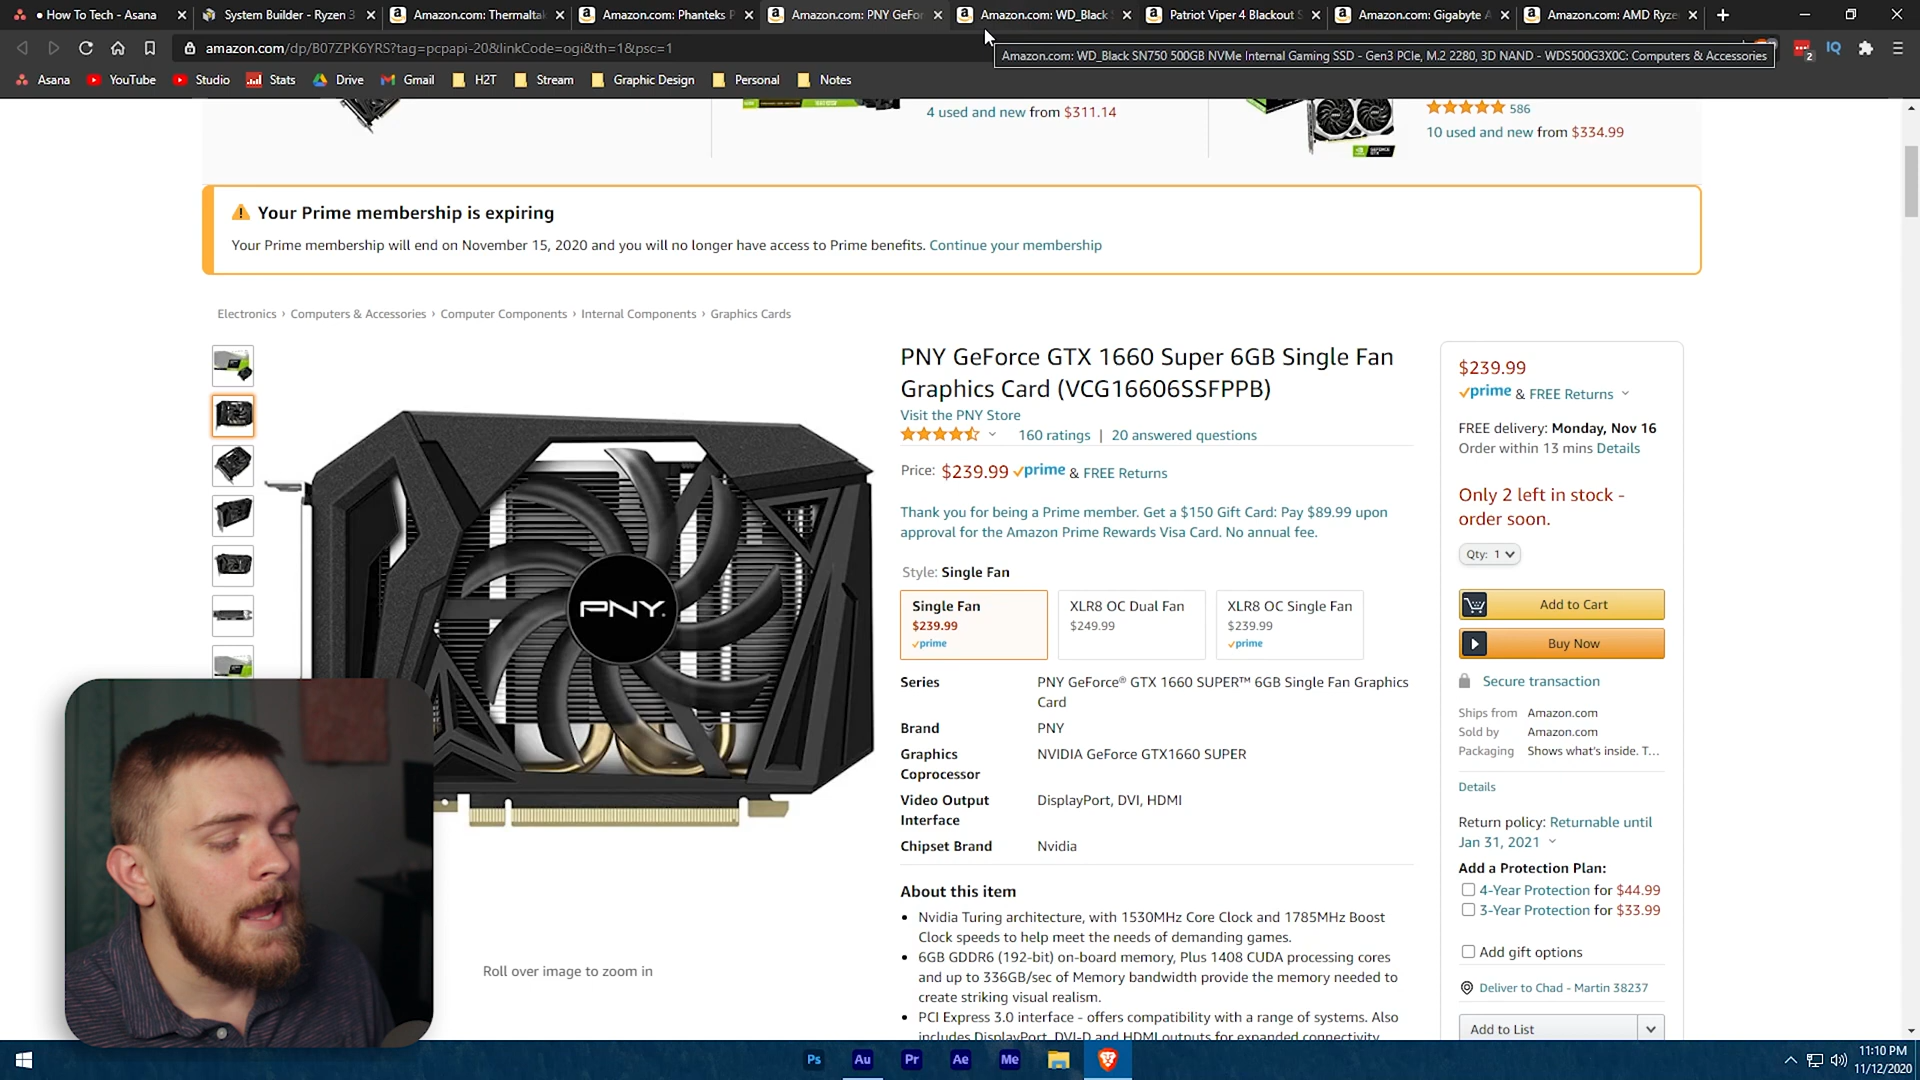 How To Tech - Asana
System Builder - Ryzen 3
Amazon.com: Thermaltak
Amazon.com: Phanteks P
Amazon.com: PNY GeFor
Amazon.com: WD_Black
Patriot Viper 4 Blackout S
Amazon.com: Gigabyte A
Amazon.com: AMD Ryze
amazon.com/dp/B07ZPK6YRS?tag=pcpapi-20&linkCode=ogi&th=1&psc=1
2
IQ
Amazon.com: WD_Black SN750 500GB NVMe Internal Gaming SSD - Gen3 PCIe, M.2 2280, 3D NAND - WDS500G3X0C: Computers & Accessories
Asana
YouTube
Studio
Stats
Drive
Gmail
H2T
Stream
Graphic Design
Personal
Notes
4 used and new from $311.14
586
10 used and new from $334.99
Your Prime membership is expiring
Your Prime membership will end on November 15, 2020 and you will no longer have access to Prime benefits. Continue your membership
Electronics › Computers & Accessories › Computer Components › Internal Components › Graphics Cards
PNY GeForce GTX 1660 Super 6GB Single Fan
Graphics Card (VCG16606SSFPPB)
Visit the PNY Store
160 ratings | 20 answered questions
Price: $239.99 prime & FREE Returns
Thank you for being a Prime member. Get a $150 Gift Card: Pay $89.99 upon
approval for the Amazon Prime Rewards Visa Card. No annual fee.
Style: Single Fan
Single Fan
$239.99
prime
XLR8 OC Dual Fan
$249.99
XLR8 OC Single Fan
$239.99
prime
Series PNY GeForce® GTX 1660 SUPER™ 6GB Single Fan Graphics
Card
Brand PNY
Graphics NVIDIA GeForce GTX1660 SUPER
Coprocessor
Video Output DisplayPort, DVI, HDMI
Interface
Chipset Brand Nvidia
About this item
• Nvidia Turing architecture, with 1530MHz Core Clock and 1785MHz Boost
Clock speeds to help meet the needs of demanding games.
• 6GB GDDR6 (192-bit) on-board memory, Plus 1408 CUDA processing cores
and up to 336GB/sec of Memory bandwidth provide the memory needed to
create striking visual realism.
• PCI Express 3.0 interface - offers compatibility with a range of systems. Also
includes DisplayPort, DVI-D and HDMI outputs for expanded connectivity.
$239.99
prime & FREE Returns
FREE delivery: Monday, Nov 16
Order within 13 mins Details
Only 2 left in stock -
order soon.
Qty: 1
Add to Cart
Buy Now
Secure transaction
Ships from Amazon.com
Sold by Amazon.com
Packaging Shows what's inside. T...
Details
Return policy: Returnable until
Jan 31, 2021
Add a Protection Plan:
4-Year Protection for $44.99
3-Year Protection for $33.99
Add gift options
Deliver to Chad - Martin 38237
Add to List
PNY
Roll over image to zoom in
Ps
Au
Pr
Ae
Me
11:10 PM
11/12/2020